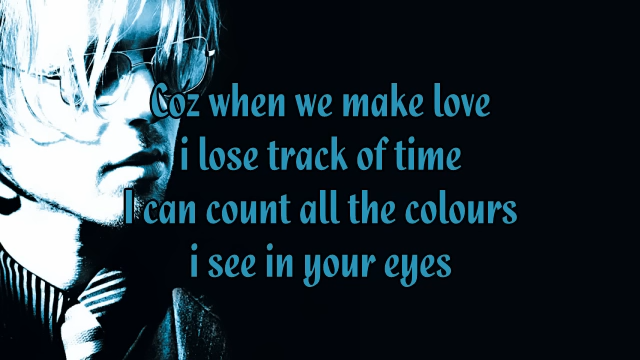 Coz when we make love
i lose track of time
I can count all the colours
i see in your eyes